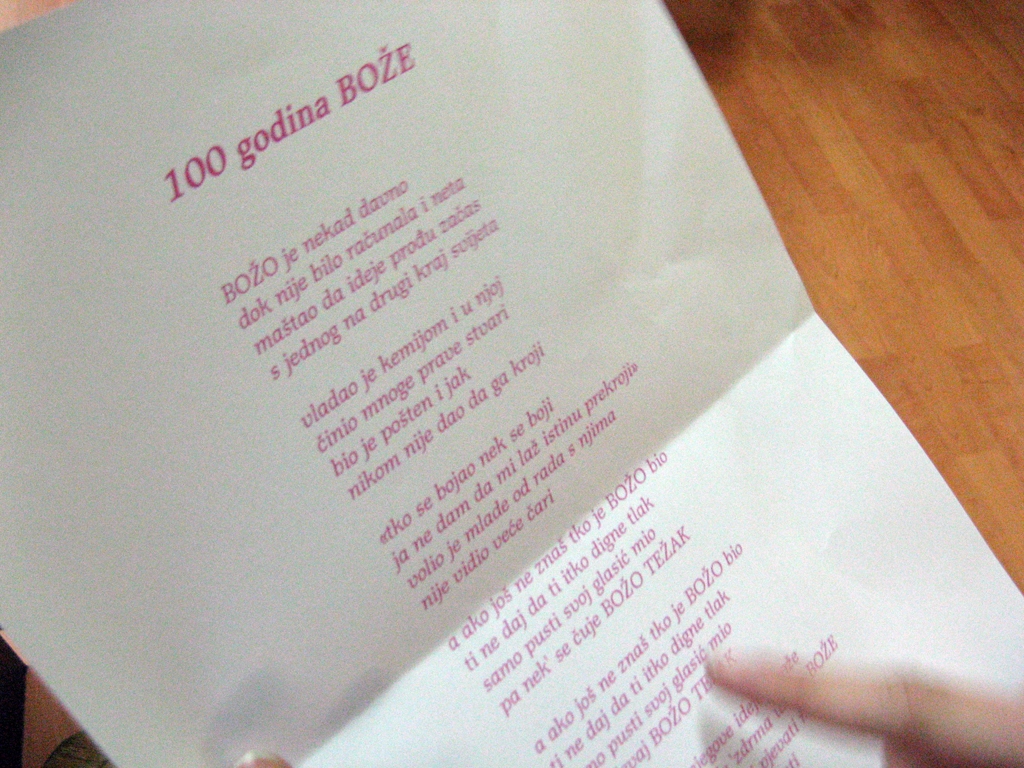 100 godina BOŽE
BOŽO je nekad davno
dok nije bilo računala i neta
maštao da ideje prođu začas
s jednog na drugi kraj svijeta
vladao je kemijom i u njoj
činio mnoge prave stvari
bio je pošten i jak
nikom nije dao da ga kroji
«tko se bojao nek se boji
ja ne dam da mi laž istinu prekroji»
volio je mlade od rada s njima
nije vidio veće čari
a ako još ne znaš tko je BOŽO bio
ti ne daj da ti itko digne tlak
samo pusti svoj glasić mio
pa nek' se čuje BOŽO TEŽAK
a ako još ne znaš tko je BOŽO bio
ti ne daj da ti itko digne tlak
mo pusti svoj glasić mio
BOŽO
BOŽE